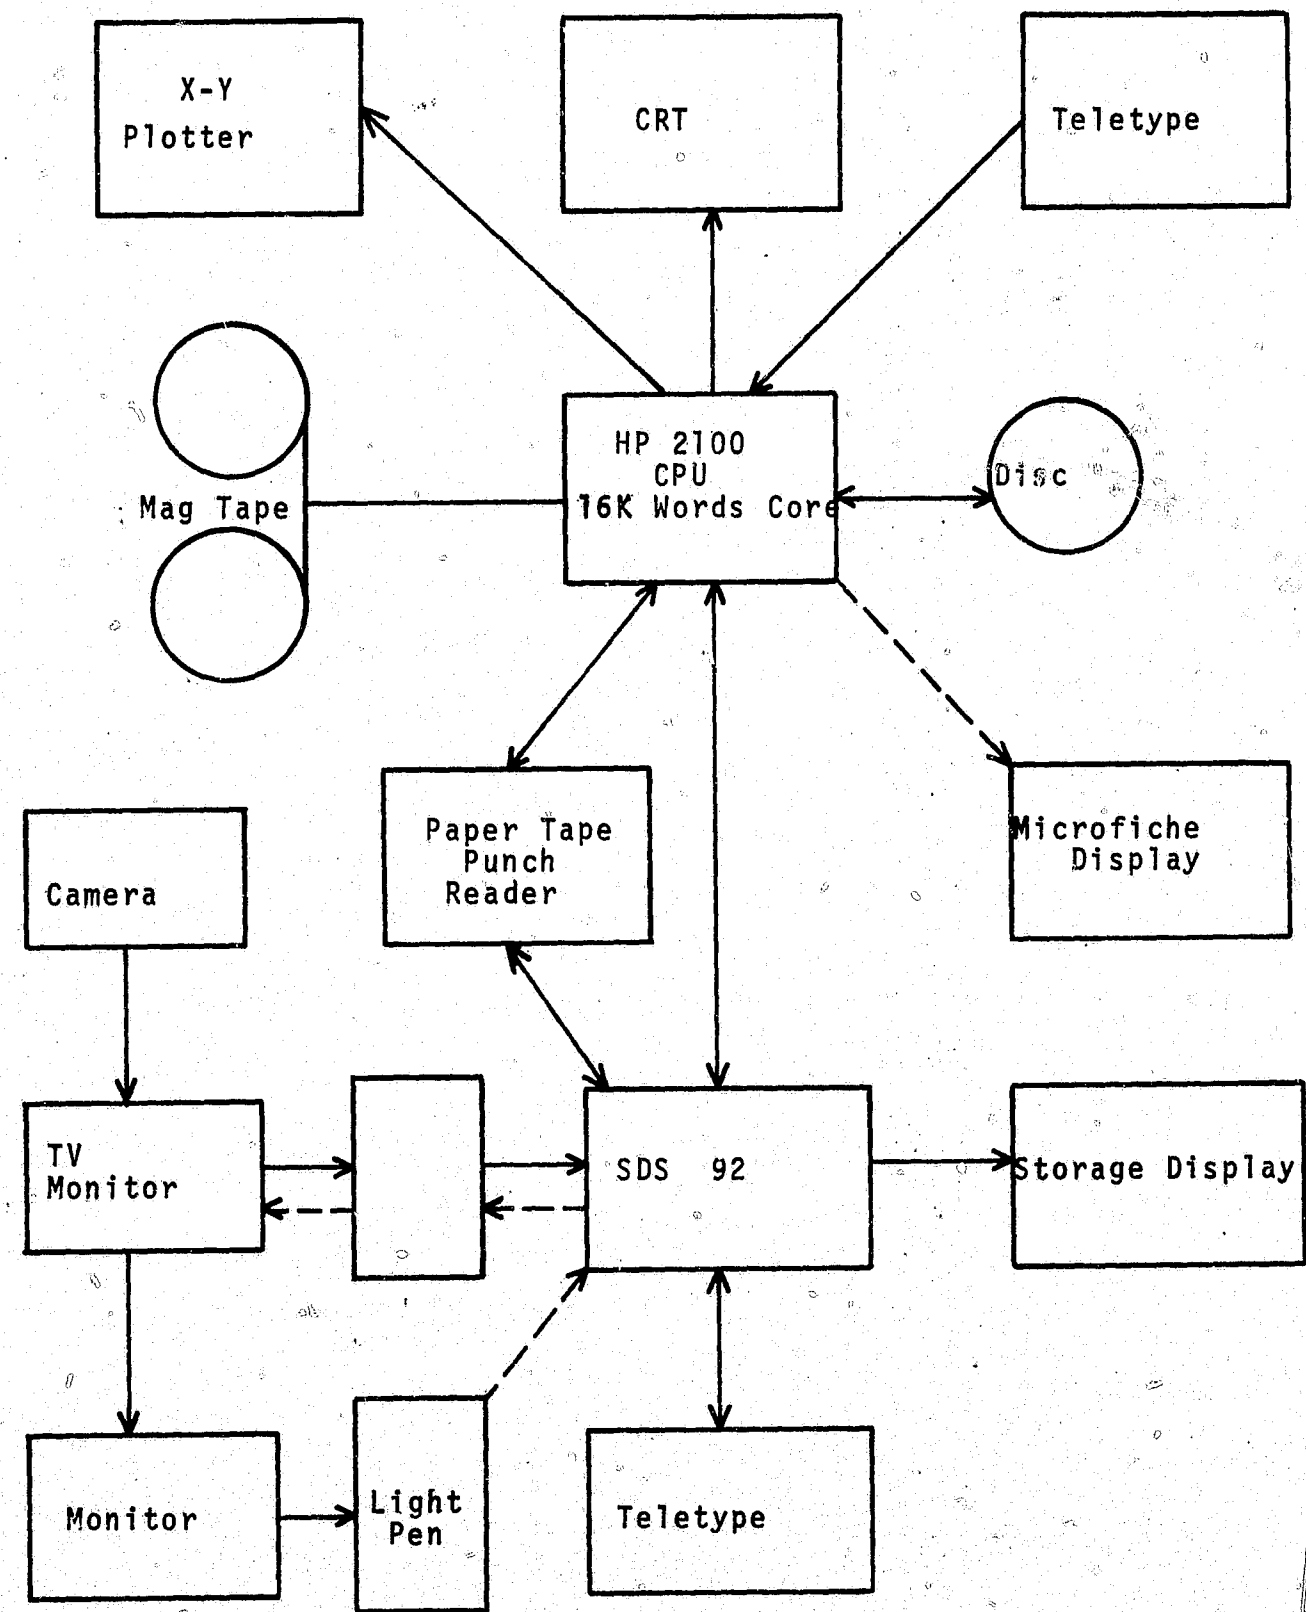 X-Y
Plotter
CRT
Teletype
HP 2100
CPU
16K Words Core
Mag Tape
Disc
Paper Tape
Punch
Reader
Microfiche
Display
Camera
TV
Monitor
SDS 92
Storage Display
Monitor
Light
Pen
Teletype